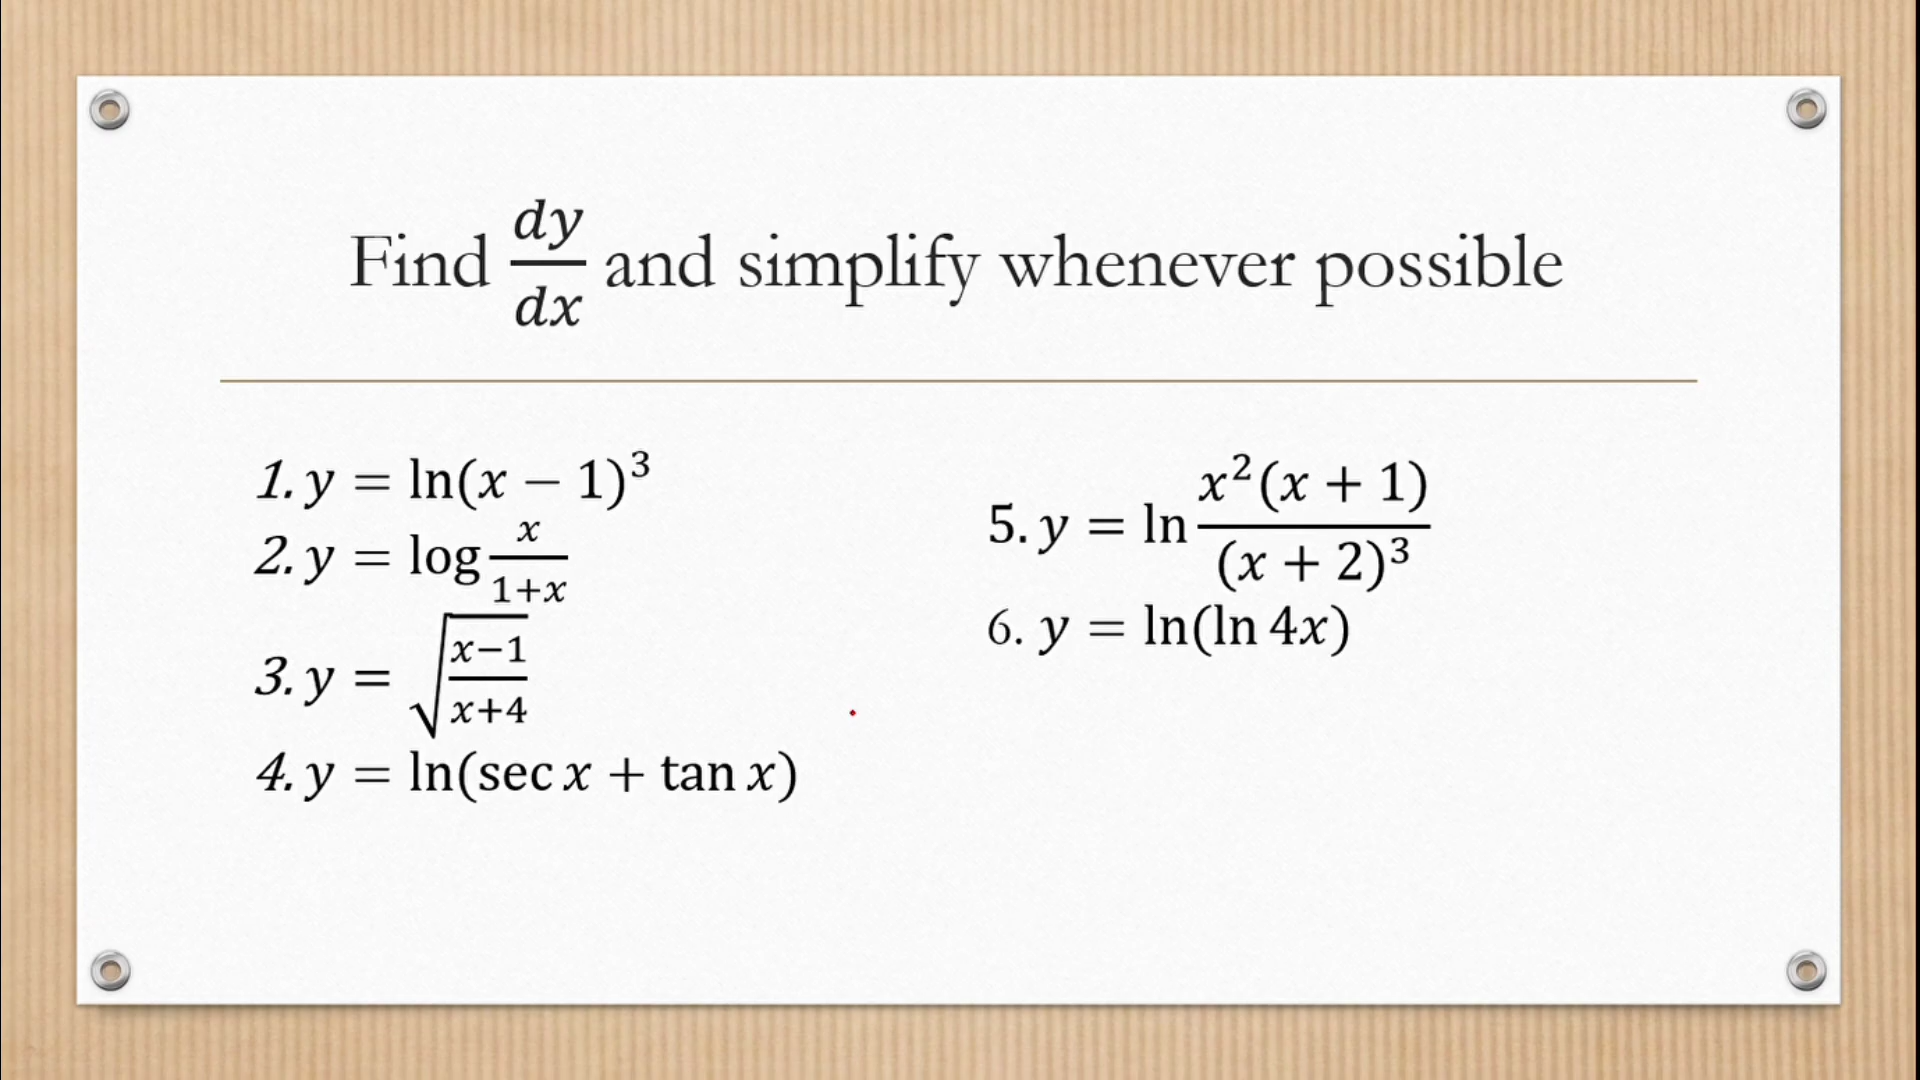 Find dy/dx and simplify whenever possible
1. y = ln(x − 1)³
2. y = log x/(1+x)
3. y = √((x−1)/(x+4))
4. y = ln(sec x + tan x)
5. y = ln (x²(x + 1))/((x + 2)³)
6. y = ln(ln 4x)